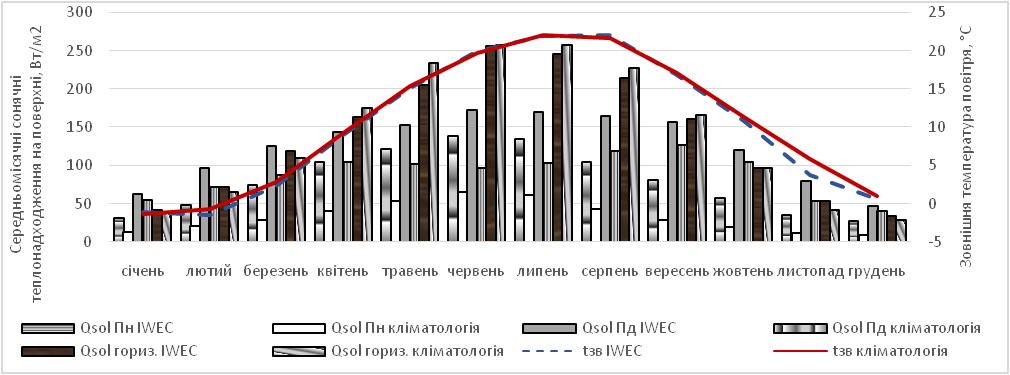 Середньомісячні сонячні
теплонадходження на поверхні, Вт/м2
300
250
200
150
100
50
0
25
20
15
10
5
0
-5
Зовнішня температура повітря, °С
січень лютий березень квітень травень червень липень серпень вересень жовтень листопад грудень
Qsol Пн IWEC Qsol Пн кліматологія Qsol Пд IWEC Qsol Пд кліматологія
Qsol гориз. IWEC Qsol гориз. кліматологія tзв IWEC tзв кліматологія